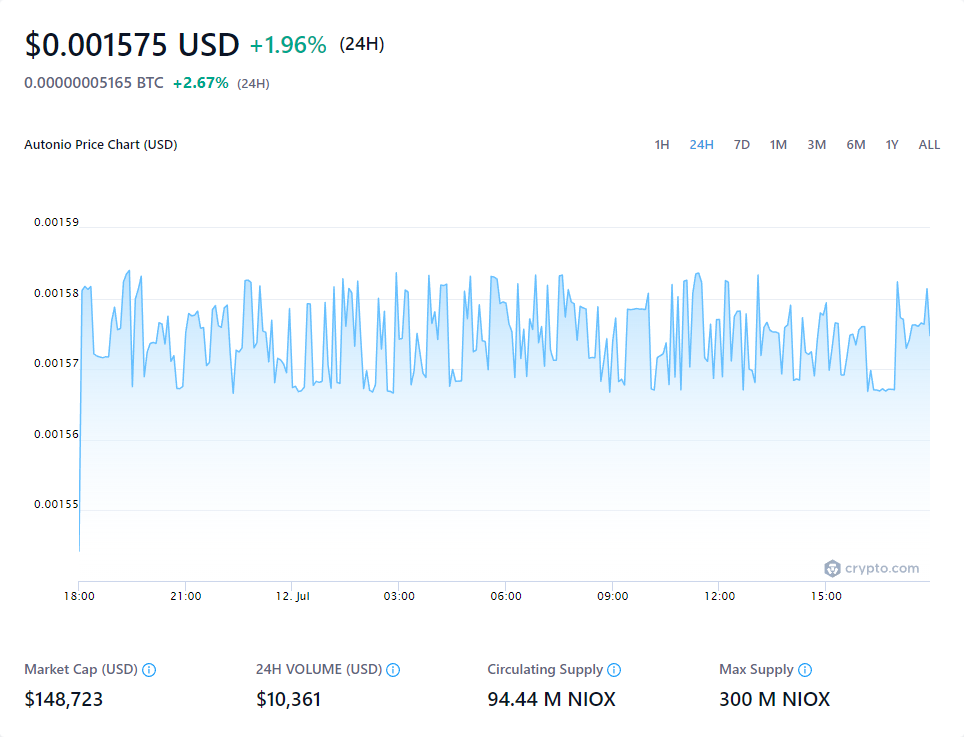 $0.001575 USD +1.96% (24H)
0.00000005165 BTC +2.67% (24H)
Autonio Price Chart (USD)
1H 24H 7D 1M 3M 6M 1Y ALL
0.00159
0.00158
0.00157
0.00156
0.00155
crypto.com
18:00 21:00 12. Jul 03:00 06:00 09:00 12:00 15:00
Market Cap (USD) 24H VOLUME (USD) Circulating Supply Max Supply
$148,723 $10,361 94.44 M NIOX 300 M NIOX